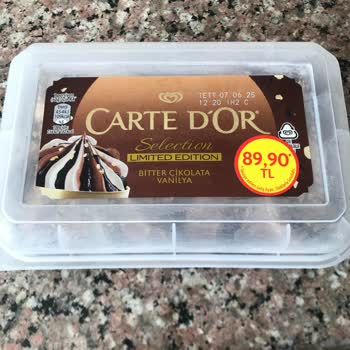 TETT 07.06.25
12 20 1H2 C
CARTE D'OR
Selection
LIMITED EDITION
BİTTER ÇİKOLATA
VANİLYA
89,90*
TL